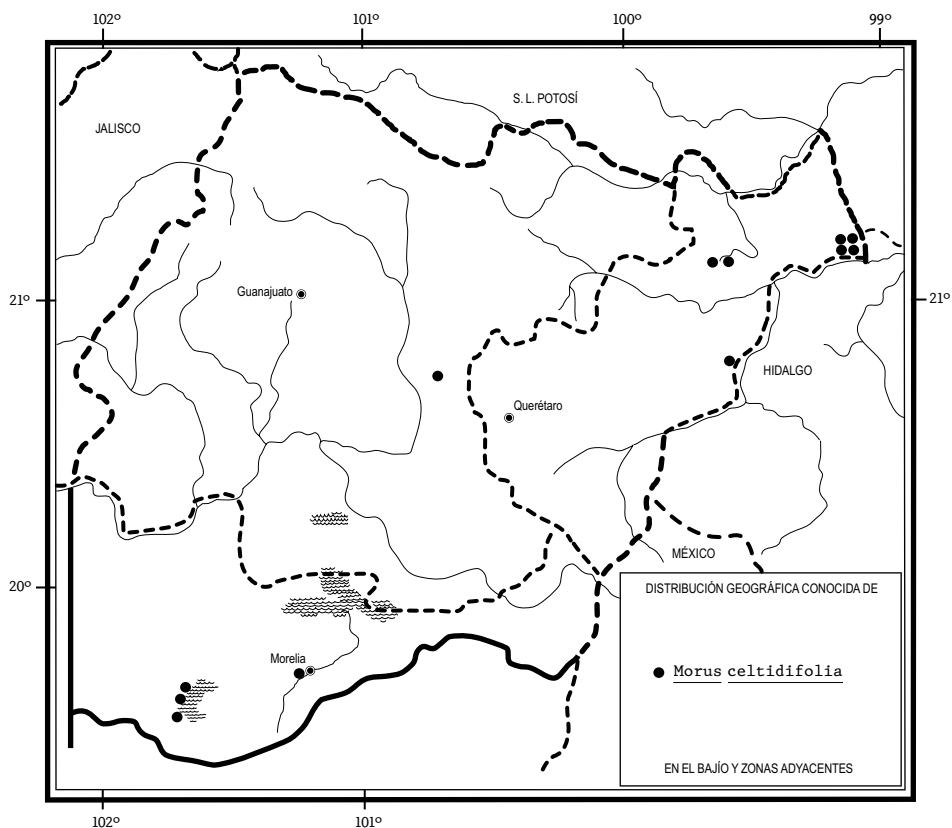 102º 101º 100º 99º
S. L. POTOSÍ
JALISCO
Guanajuato
21º 21º
HIDALGO
Querétaro
MÉXICO
20º
DISTRIBUCIÓN GEOGRÁFICA CONOCIDA DE
Morelia
Morus celtidifolia
EN EL BAJÍO Y ZONAS ADYACENTES
102º 101º